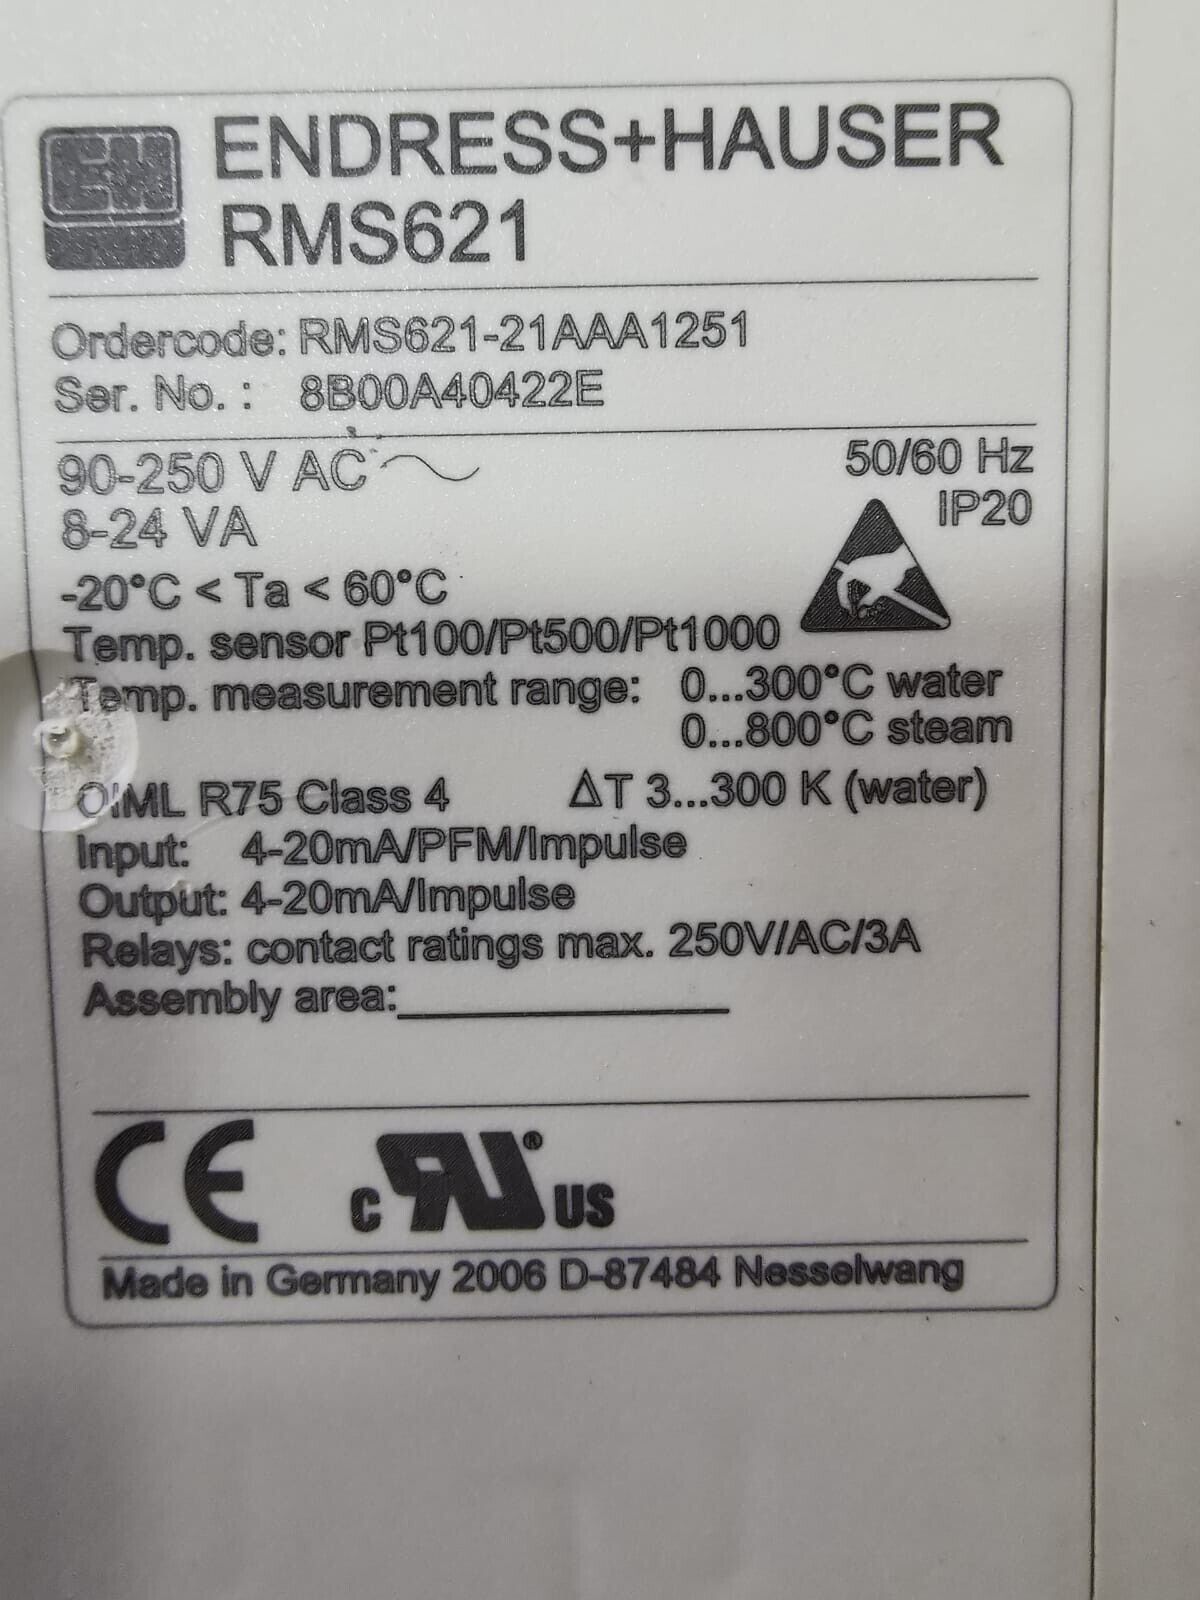 EH
ENDRESS+HAUSER
RMS621
Ordercode: RMS621-21AAA1251
Ser. No. : 8B00A40422E
90-250 V AC 50/60 Hz
8-24 VA IP20
-20°C < Ta < 60°C
Temp. sensor Pt100/Pt500/Pt1000
Temp. measurement range: 0...300°C water
0...800°C steam
OIML R75 Class 4 ΔT 3...300 K (water)
Input: 4-20mA/PFM/Impulse
Output: 4-20mA/Impulse
Relays: contact ratings max. 250V/AC/3A
Assembly area:
CE c RU® US
Made in Germany 2006 D-87484 Nesselwang